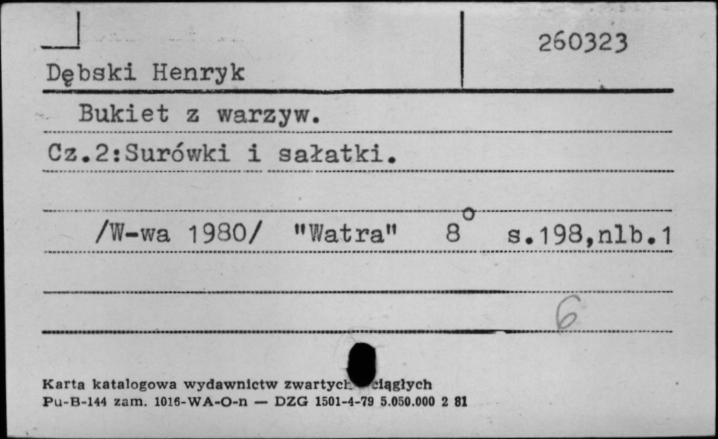 260323
Dębski Henryk
Bukiet z warzyw.
Cz.2:Surówki i sałatki.
/W-wa 1980/ "Watra" 8° s.198,nlb.1
6
Karta katalogowa wydawnictw zwartych ciągłych
Pu-B-144 zam. 1016-WA-O-n — DZG 1501-4-79 5.050.000 2 81